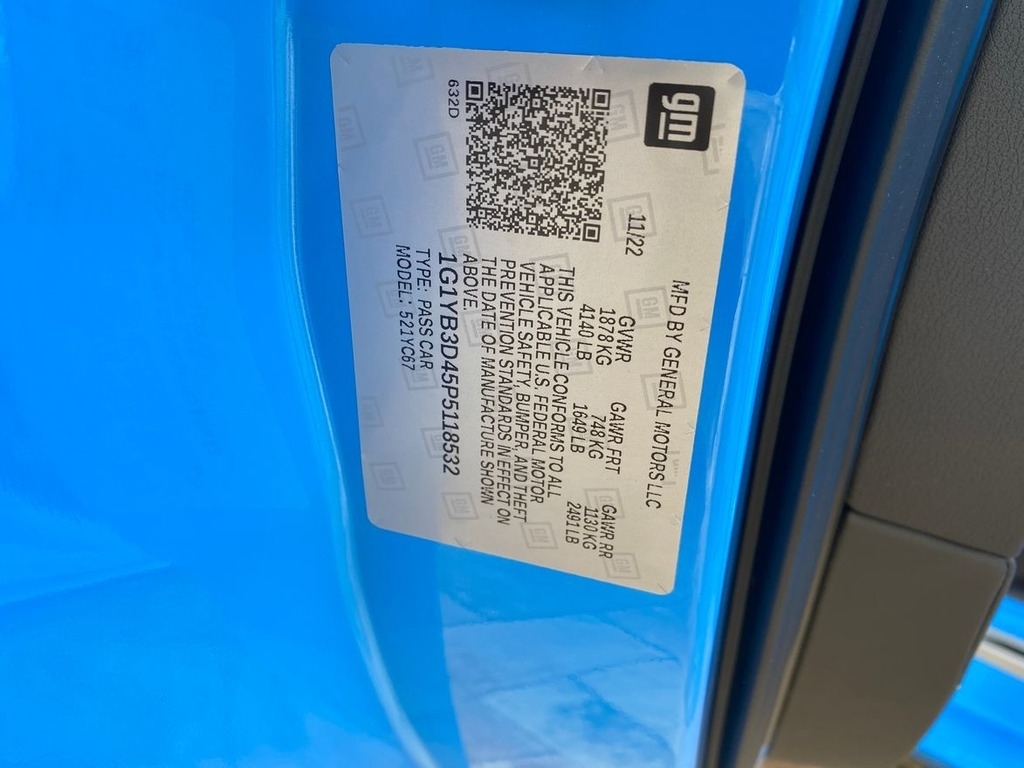 gm
MFD BY GENERAL MOTORS LLC
11/22
GVWR GAWR FRT GAWR RR
1878 KG 748 KG 1130 KG
4140 LB 1649 LB 2491 LB
THIS VEHICLE CONFORMS TO ALL
APPLICABLE U.S. FEDERAL MOTOR
VEHICLE SAFETY, BUMPER, AND THEFT
PREVENTION STANDARDS IN EFFECT ON
THE DATE OF MANUFACTURE SHOWN
ABOVE.
1G1YB3D45P5118532
TYPE: PASS CAR
MODEL: 521YC67
632D